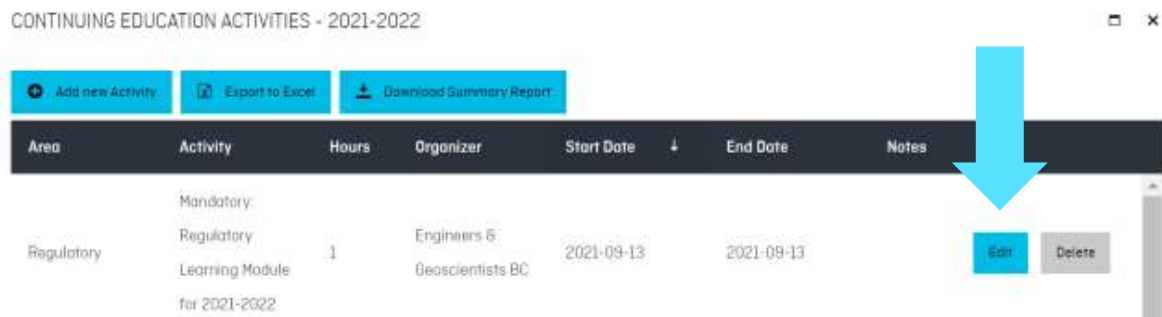 CONTINUING EDUCATION ACTIVITIES - 2021-2022
Add new Activity Export to Excel Download Summary Report
Area Activity Hours Organizer Start Date ↓ End Date Notes
Mandatory:
Regulatory
Learning Module
for 2021-2022
Regulatory
1
Engineers &
Geoscientists BC
2021-09-13
2021-09-13
Edit
Delete